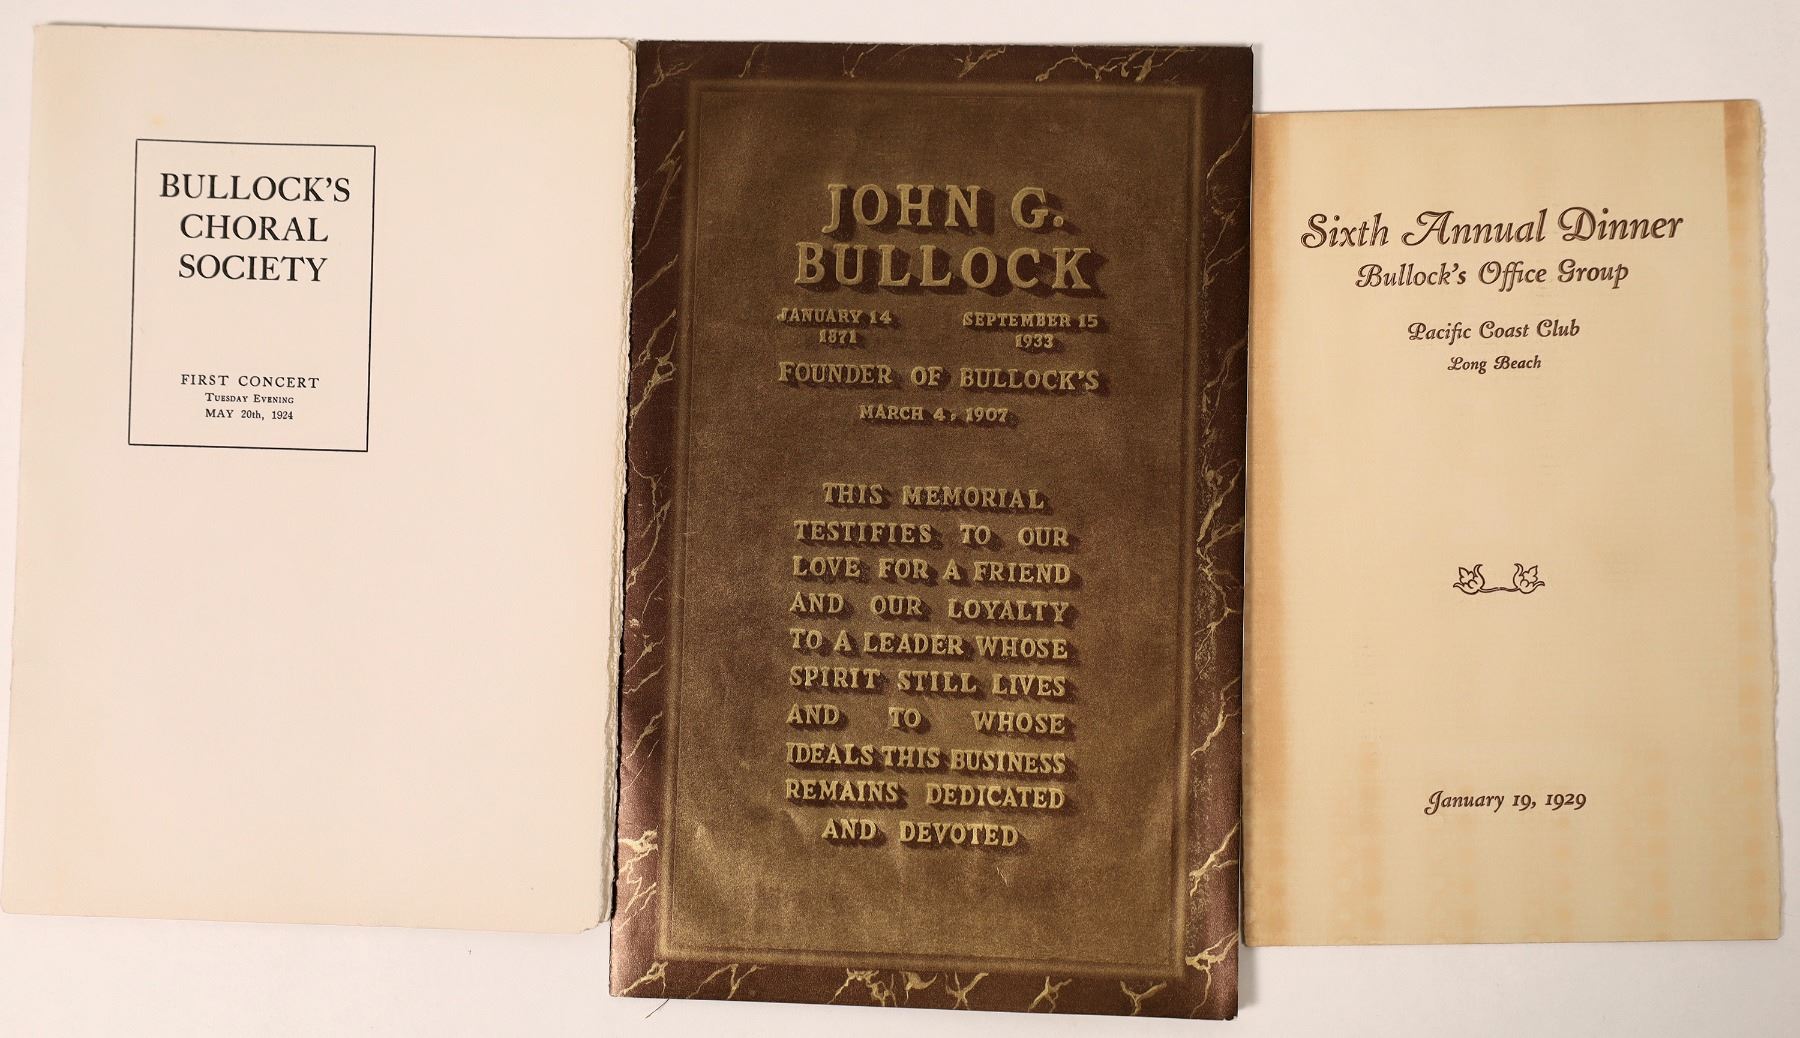 BULLOCK'S
CHORAL
SOCIETY
FIRST CONCERT
TUESDAY EVENING
MAY 20th, 1924
JOHN G.
BULLOCK
JANUARY 14 SEPTEMBER 15
1871 1933
FOUNDER OF BULLOCK'S
MARCH 4, 1907
THIS MEMORIAL
TESTIFIES TO OUR
LOVE FOR A FRIEND
AND OUR LOYALTY
TO A LEADER WHOSE
SPIRIT STILL LIVES
AND TO WHOSE
IDEALS THIS BUSINESS
REMAINS DEDICATED
AND DEVOTED
Sixth Annual Dinner
Bullock's Office Group
Pacific Coast Club
Long Beach
January 19, 1929